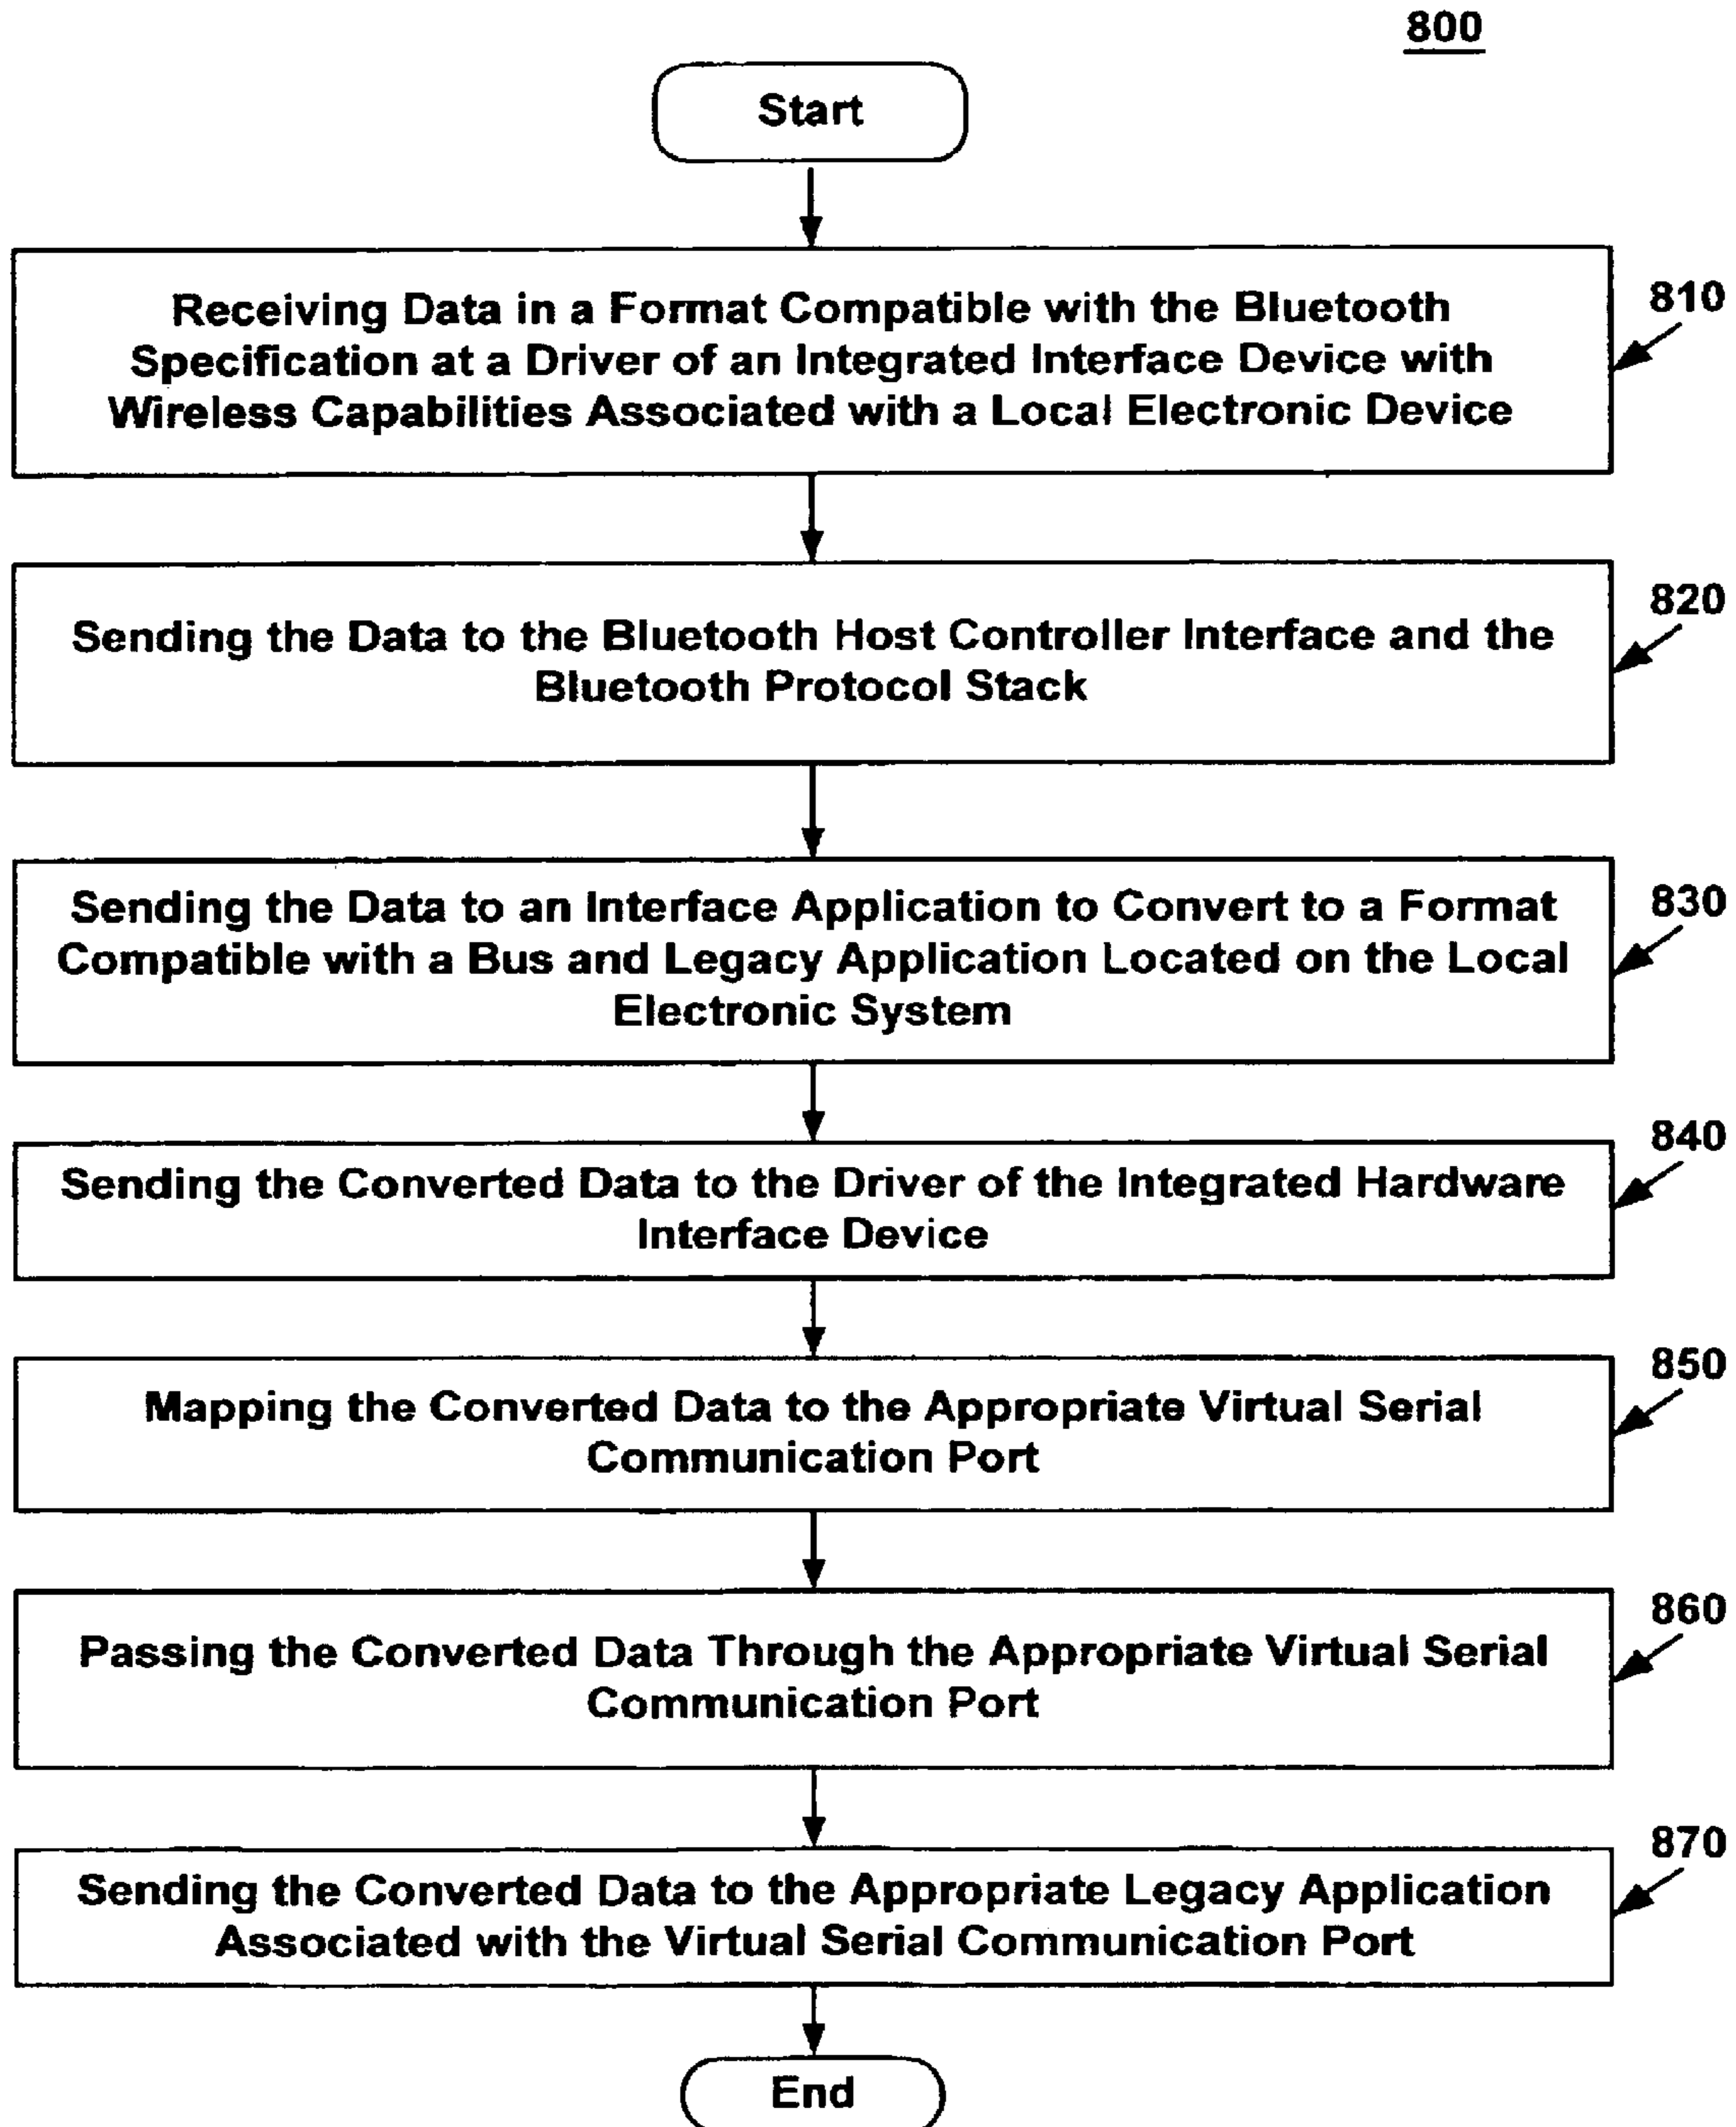 800
Start
Receiving Data in a Format Compatible with the Bluetooth
Specification at a Driver of an Integrated Interface Device with
Wireless Capabilities Associated with a Local Electronic Device
810
Sending the Data to the Bluetooth Host Controller Interface and the
Bluetooth Protocol Stack
820
Sending the Data to an Interface Application to Convert to a Format
Compatible with a Bus and Legacy Application Located on the Local
Electronic System
830
Sending the Converted Data to the Driver of the Integrated Hardware
Interface Device
840
Mapping the Converted Data to the Appropriate Virtual Serial
Communication Port
850
Passing the Converted Data Through the Appropriate Virtual Serial
Communication Port
860
Sending the Converted Data to the Appropriate Legacy Application
Associated with the Virtual Serial Communication Port
870
End